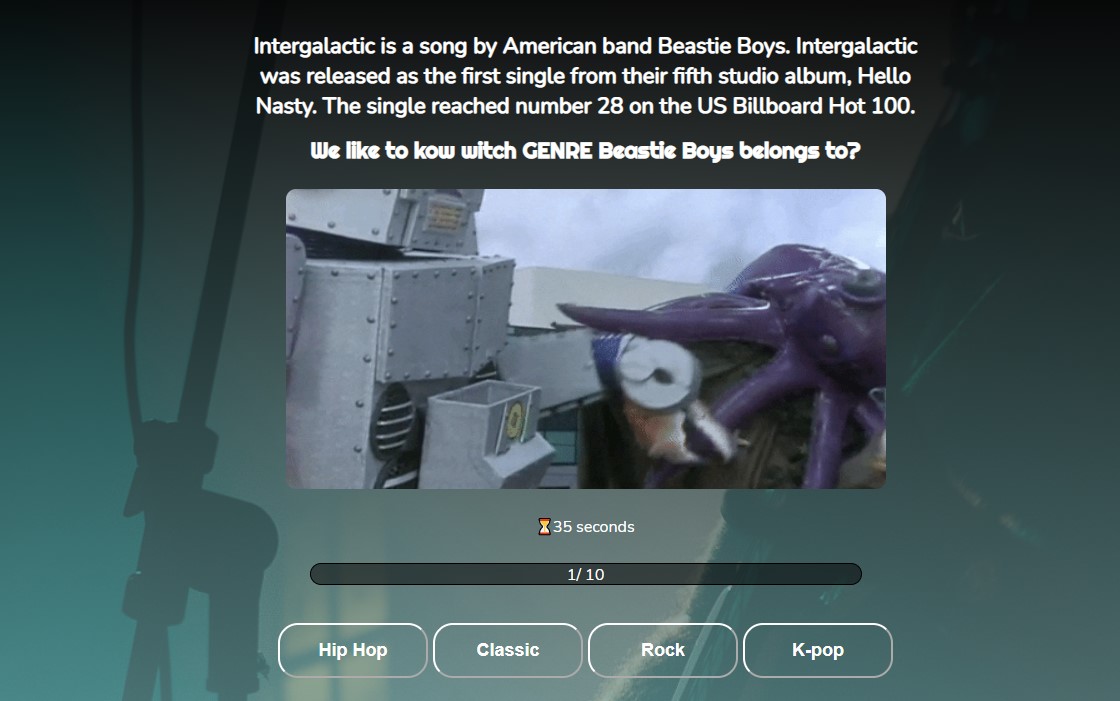 Intergalactic is a song by American band Beastie Boys. Intergalactic
was released as the first single from their fifth studio album, Hello
Nasty. The single reached number 28 on the US Billboard Hot 100.
We like to kow witch GENRE Beastie Boys belongs to?
⏳35 seconds
1/ 10
Hip Hop
Classic
Rock
K-pop